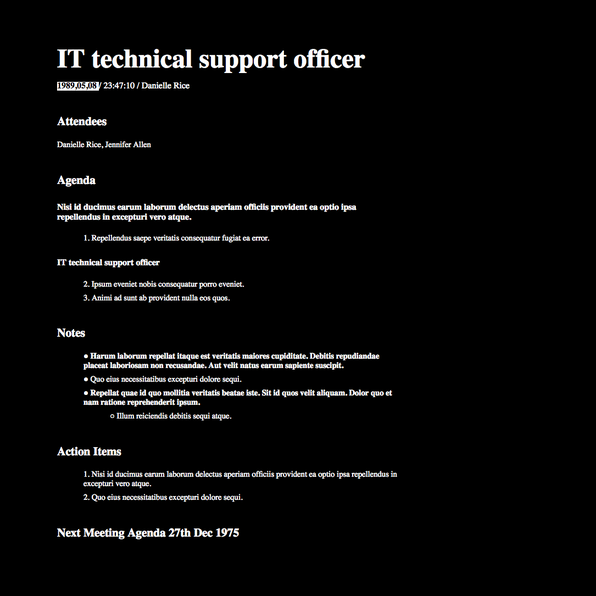 IT technical support officer
1989.05.08 / 23:47:10 / Danielle Rice
Attendees
Danielle Rice, Jennifer Allen
Agenda
Nisi id ducimus earum laborum delectus aperiam officiis provident ea optio ipsa
repellendus in excepturi vero atque.
1. Repellendus saepe veritatis consequatur fugiat ea error.
IT technical support officer
2. Ipsum eveniet nobis consequatur porro eveniet.
3. Animi ad sunt ab provident nulla eos quos.
Notes
● Harum laborum repellat itaque est veritatis maiores cupiditate. Debitis repudiandae
placeat laboriosam non recusandae. Aut velit natus earum sapiente suscipit.
● Quo eius necessitatibus excepturi dolore sequi.
● Repellat quae id quo mollitia veritatis beatae iste. Sit id quos velit aliquam. Dolor quo et
nam ratione reprehenderit ipsum.
○ Illum reiciendis debitis sequi atque.
Action Items
1. Nisi id ducimus earum laborum delectus aperiam officiis provident ea optio ipsa repellendus in
excepturi vero atque.
2. Quo eius necessitatibus excepturi dolore sequi.
Next Meeting Agenda 27th Dec 1975